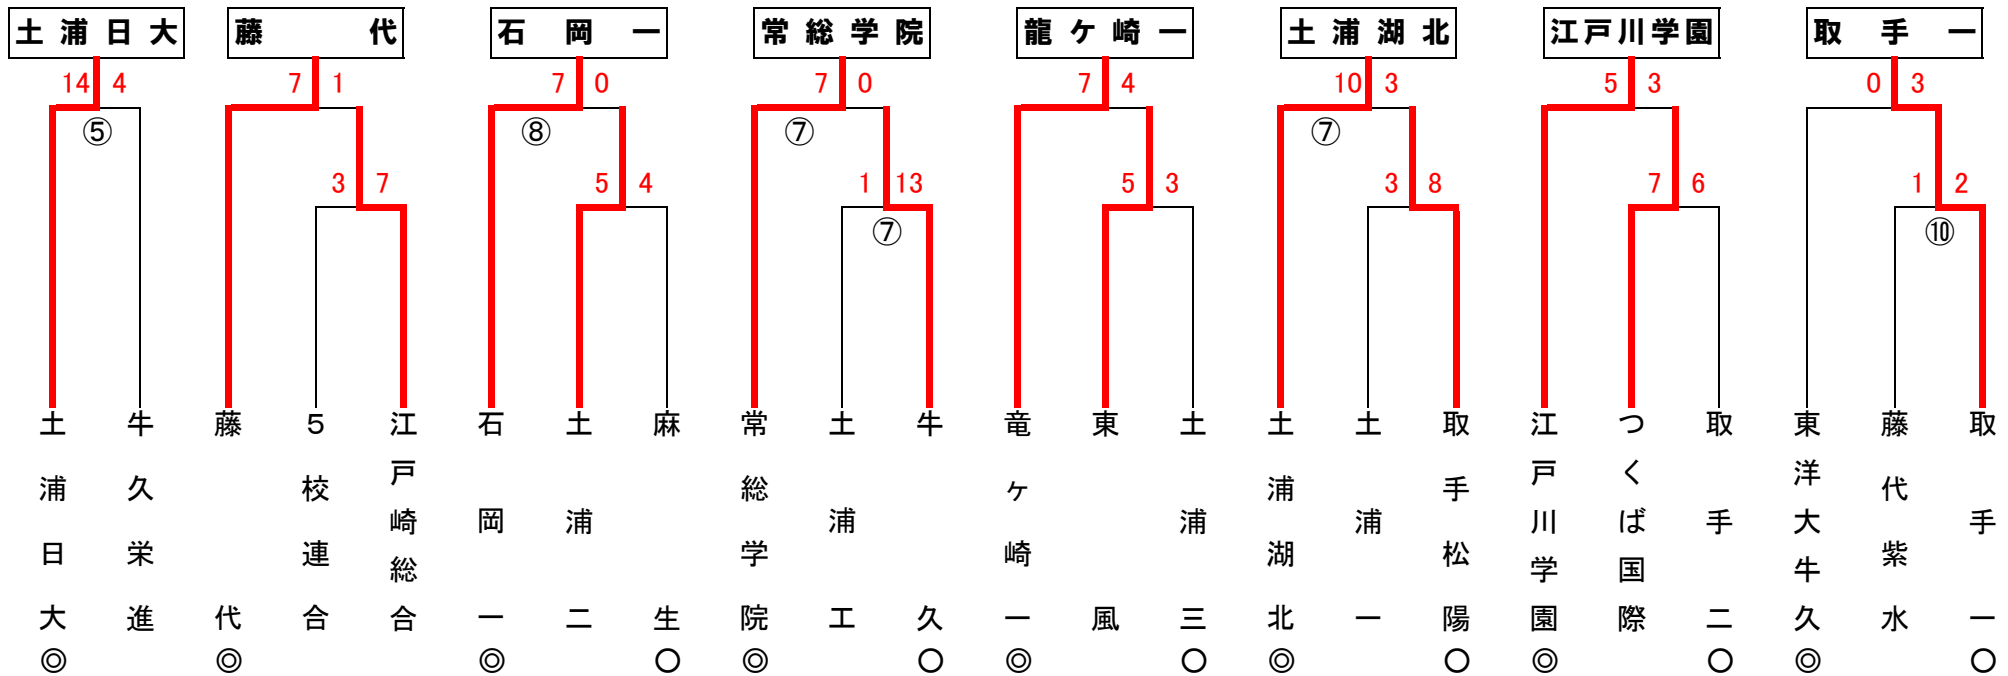 土浦日大 藤代 石岡一 常総学院 龍ケ崎一 土浦湖北 江戸川学園 取手一
14 4 7 1 7 0 7 0 7 4 10 3 5 3 0 3
⑤ ⑧ ⑦ ⑦
3 7 5 4 1 13 5 3 3 8 7 6 1 2
⑦ ⑩
土浦日大
牛久栄進
藤代
5校連合
江戸崎総合
石岡一
土浦二
麻生
常総学院
土浦工
牛久
竜ヶ崎一
東風
土浦三
土浦湖北
土浦一
取手松陽
江戸川学園
つくば国際
取手二
東洋大牛久
藤代紫水
取手一
◎ ◎ ◎ ○ ◎ ○ ◎ ○ ◎ ○ ◎ ○ ◎ ○